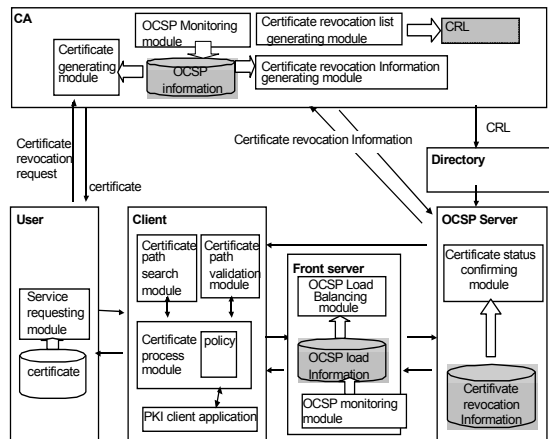 CA
OCSP Monitoring
module
Certificate revocation list
generating module
CRL
Certificate
generating
module
OCSP
information
Certificate revocation Information
generating module
Certificate
revocation
request
certificate
Certificate revocation Information
CRL
Directory
User
Service
requesting
module
certificate
Client
Certificate
path
search
module
Certificate
path
validation
module
Certificate
process
module
policy
PKI client application
Front server
OCSP Load
Balancing
module
OCSP load
Information
OCSP monitoring
module
OCSP Server
Certificate status
confirming
module
Certivate
revocation
Information